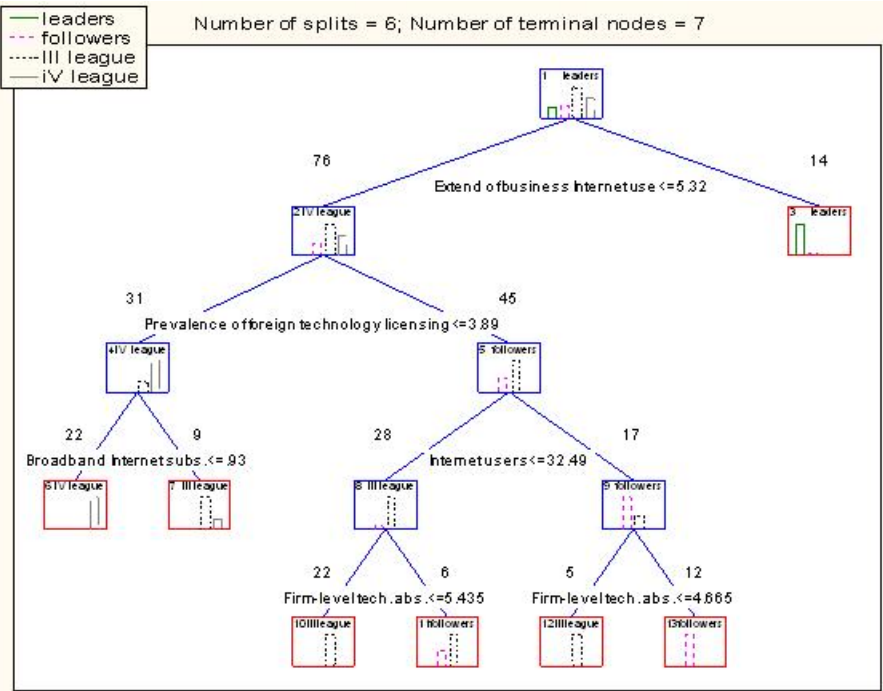 leaders
followers
III league
iV league
Number of splits = 6; Number of terminal nodes = 7
1 leaders
76
14
Extend of business Internet use<=5.32
2 IV league
3 leaders
31
45
Prevalence of foreign technology licensing<=3.89
4 IV league
5 followers
22
9
28
17
Broadband Internet subs.<=.93
Internet users<=32.49
6 IV league
7 III league
8 III league
9 followers
22
6
5
12
Firm-level tech. abs.<=5.435
Firm-level tech. abs.<=4.665
10 III league
11 followers
12 III league
13 followers